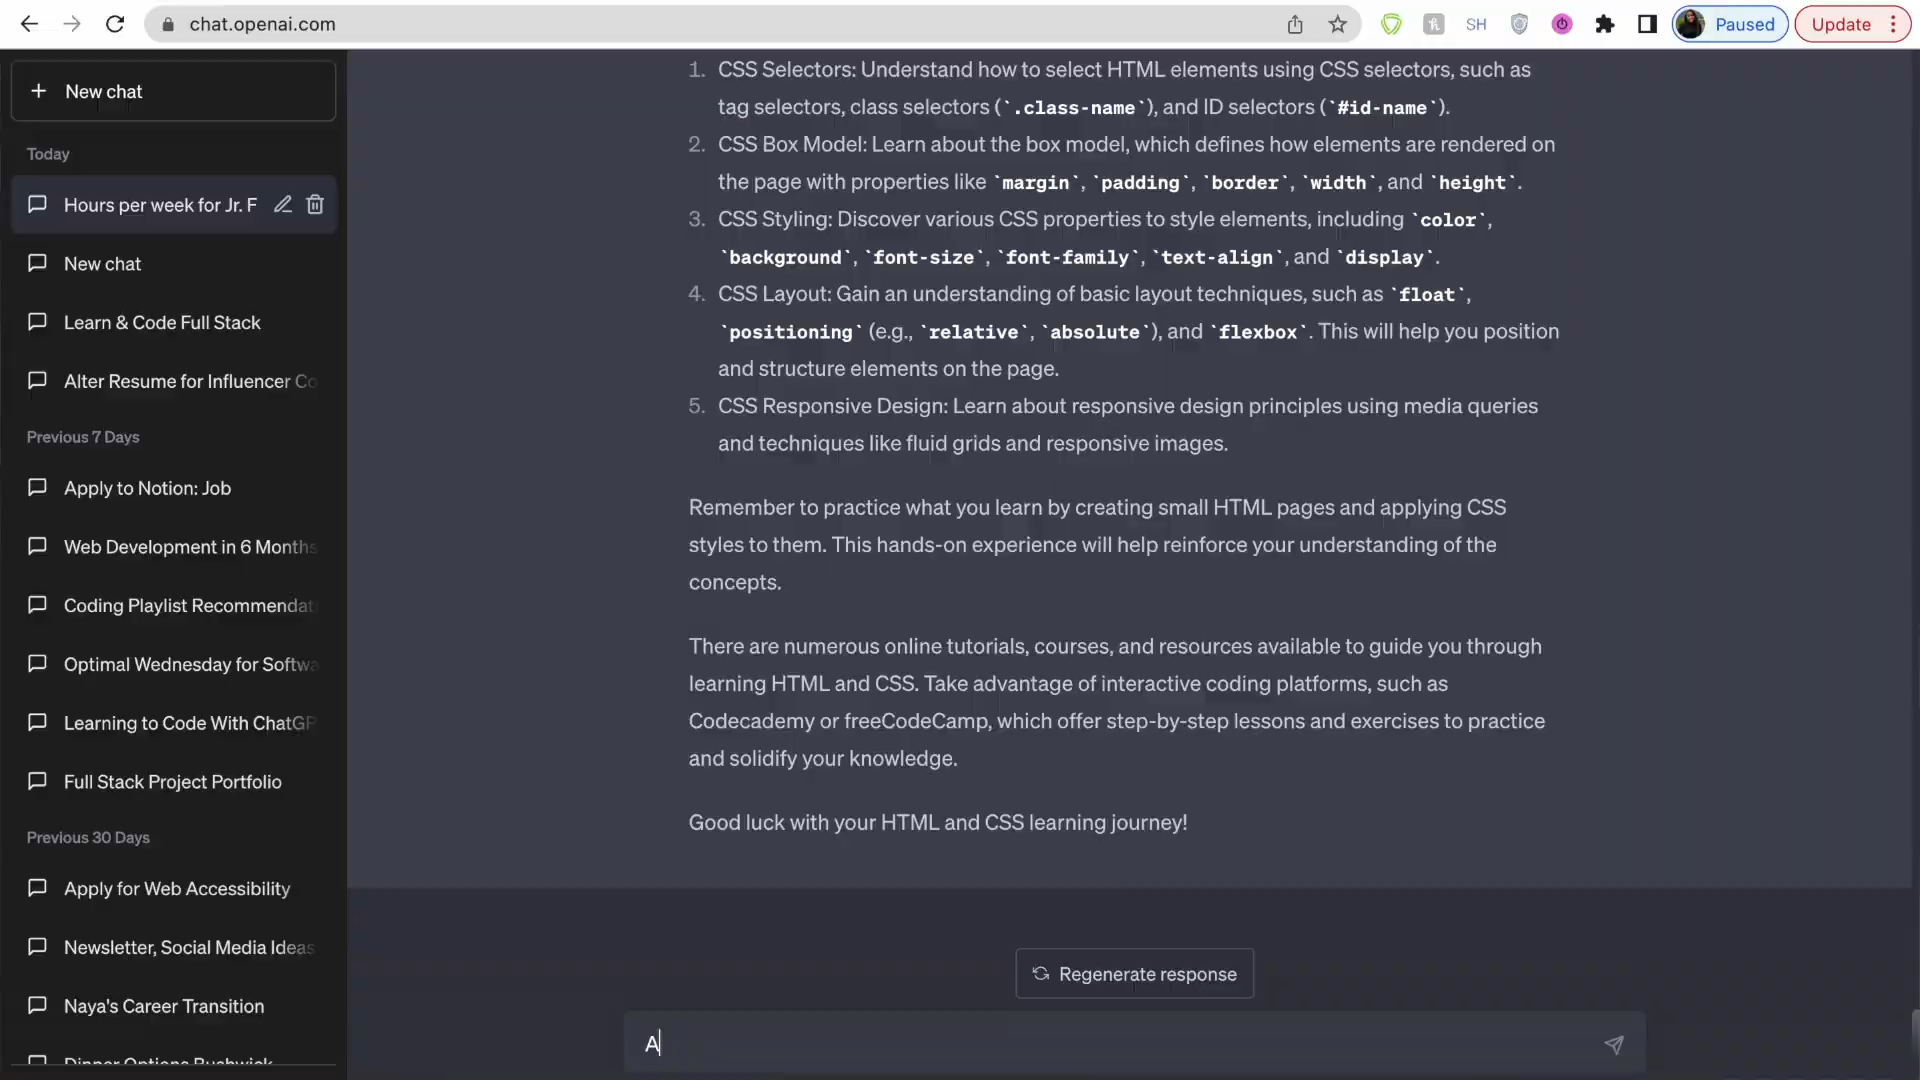 chat.openai.com
SH
Paused
Update
New chat
Today
Hours per week for Jr. F
New chat
Learn & Code Full Stack
Alter Resume for Influencer Co
Previous 7 Days
Apply to Notion: Job
Web Development in 6 Months
Coding Playlist Recommendat
Optimal Wednesday for Softwa
Learning to Code With ChatGP
Full Stack Project Portfolio
Previous 30 Days
Apply for Web Accessibility
Newsletter, Social Media Ideas
Naya's Career Transition
Dinner Options Bushwick
1. CSS Selectors: Understand how to select HTML elements using CSS selectors, such as
tag selectors, class selectors (`.class-name`), and ID selectors (`#id-name`).
2. CSS Box Model: Learn about the box model, which defines how elements are rendered on
the page with properties like `margin`, `padding`, `border`, `width`, and `height`.
3. CSS Styling: Discover various CSS properties to style elements, including `color`,
`background`, `font-size`, `font-family`, `text-align`, and `display`.
4. CSS Layout: Gain an understanding of basic layout techniques, such as `float`,
`positioning` (e.g., `relative`, `absolute`), and `flexbox`. This will help you position
and structure elements on the page.
5. CSS Responsive Design: Learn about responsive design principles using media queries
and techniques like fluid grids and responsive images.
Remember to practice what you learn by creating small HTML pages and applying CSS
styles to them. This hands-on experience will help reinforce your understanding of the
concepts.
There are numerous online tutorials, courses, and resources available to guide you through
learning HTML and CSS. Take advantage of interactive coding platforms, such as
Codecademy or freeCodeCamp, which offer step-by-step lessons and exercises to practice
and solidify your knowledge.
Good luck with your HTML and CSS learning journey!
Regenerate response
A